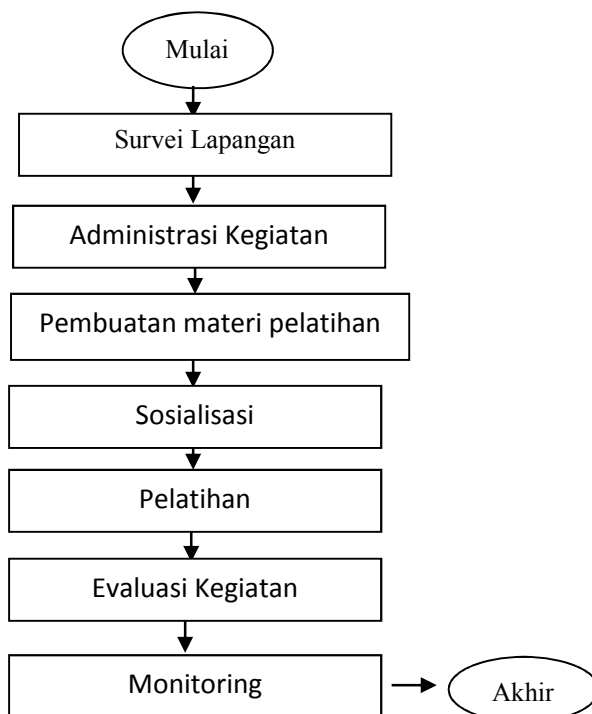 Mulai
Survei Lapangan
Administrasi Kegiatan
Pembuatan materi pelatihan
Sosialisasi
Pelatihan
Evaluasi Kegiatan
Monitoring
Akhir